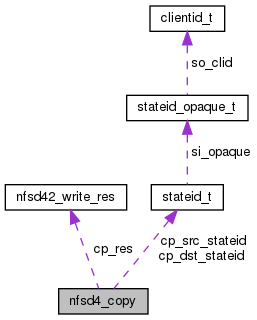 clientid_t
so_clid
stateid_opaque_t
si_opaque
nfsd42_write_res
stateid_t
cp_res
cp_src_stateid
cp_dst_stateid
nfsd4_copy